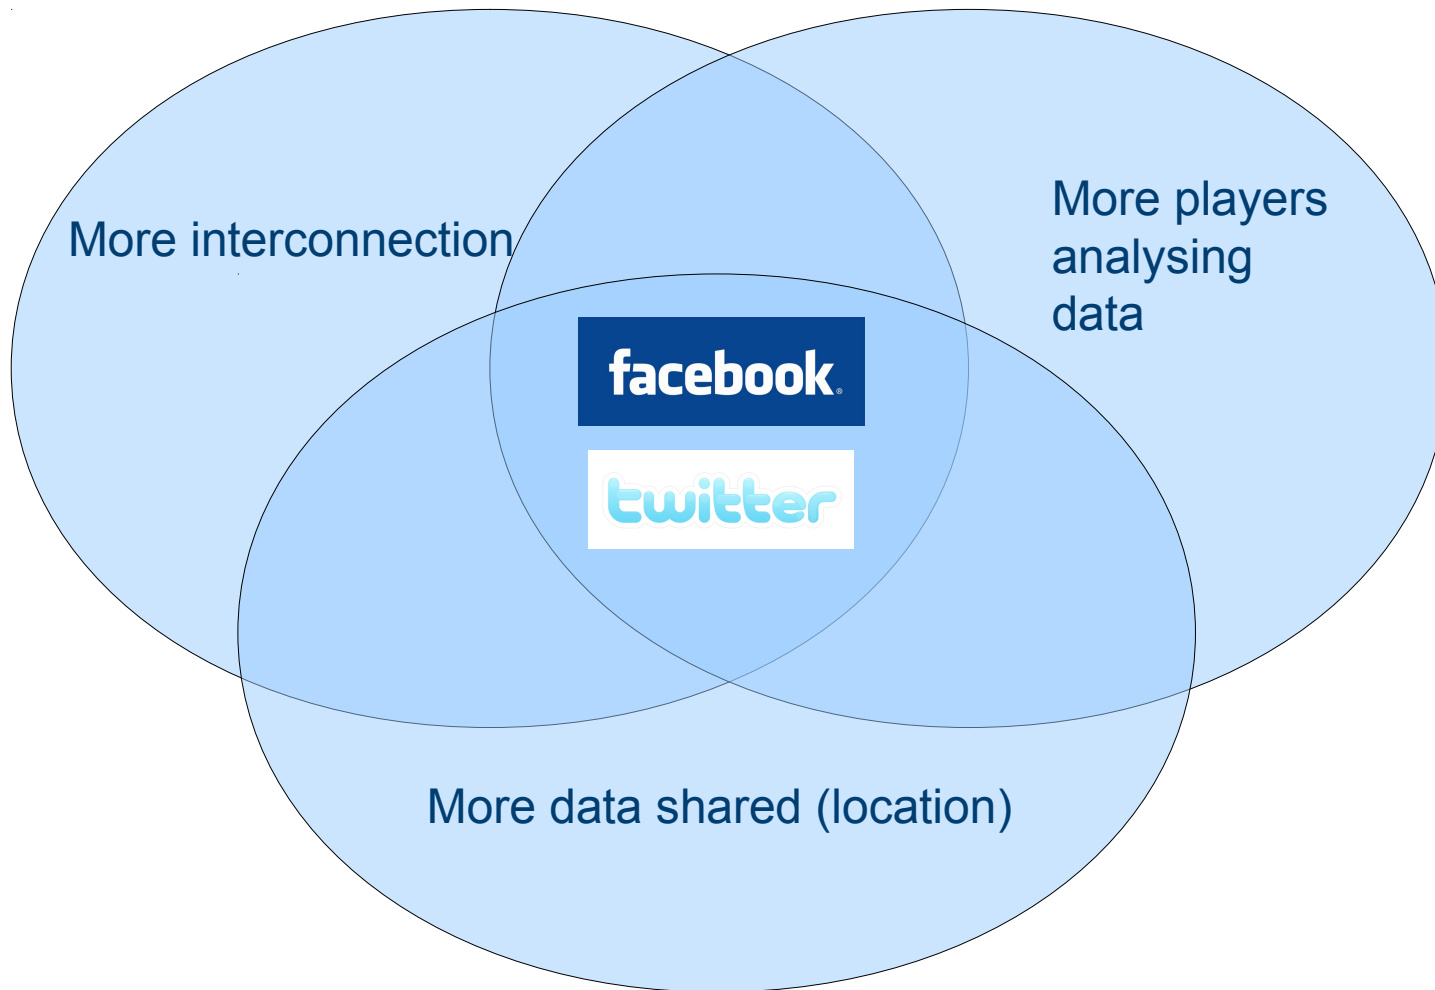 More interconnection
More players
analysing
data
facebook®
twitter
More data shared (location)